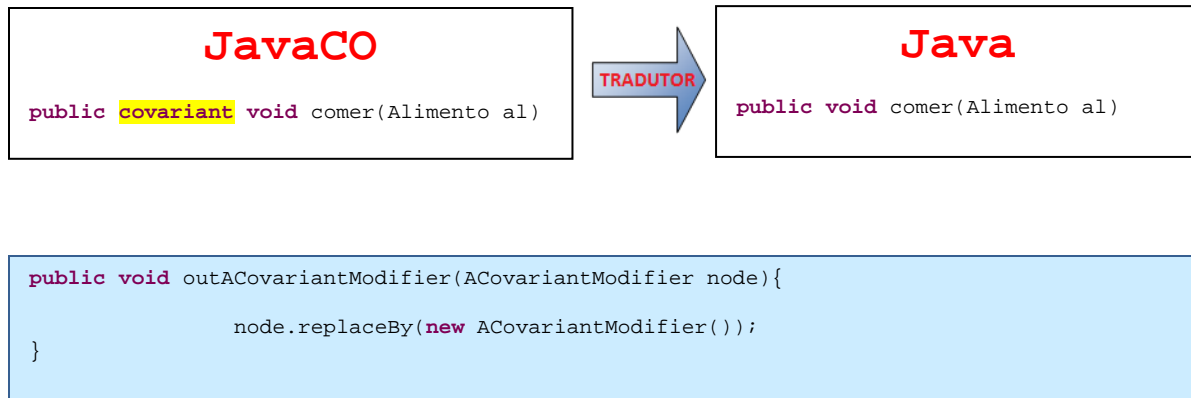 JavaCO
public covariant void comer(Alimento al)
TRADUTOR
Java
public void comer(Alimento al)
public void outACovariantModifier(ACovariantModifier node){
node.replaceBy(new ACovariantModifier());
}